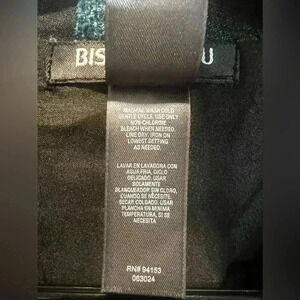 BIS U
MACHINE WASH COLD
GENTLE CYCLE. USE ONLY
NON-CHLORINE
BLEACH WHEN NEEDED.
LINE DRY. IRON ON
LOWEST SETTING
AS NEEDED.
LAVAR EN LAVADORA CON
AGUA FRIA, CICLO
DELICADO. USAR
SOLAMENTE
BLANQUEADOR SIN CLORO,
CUANDO SE NECESITE.
SECAR COLGADO. USAR
PLANCHA EN MINIMA
TEMPERATURA, SI SE
NECESITA
RN# 94153
063024